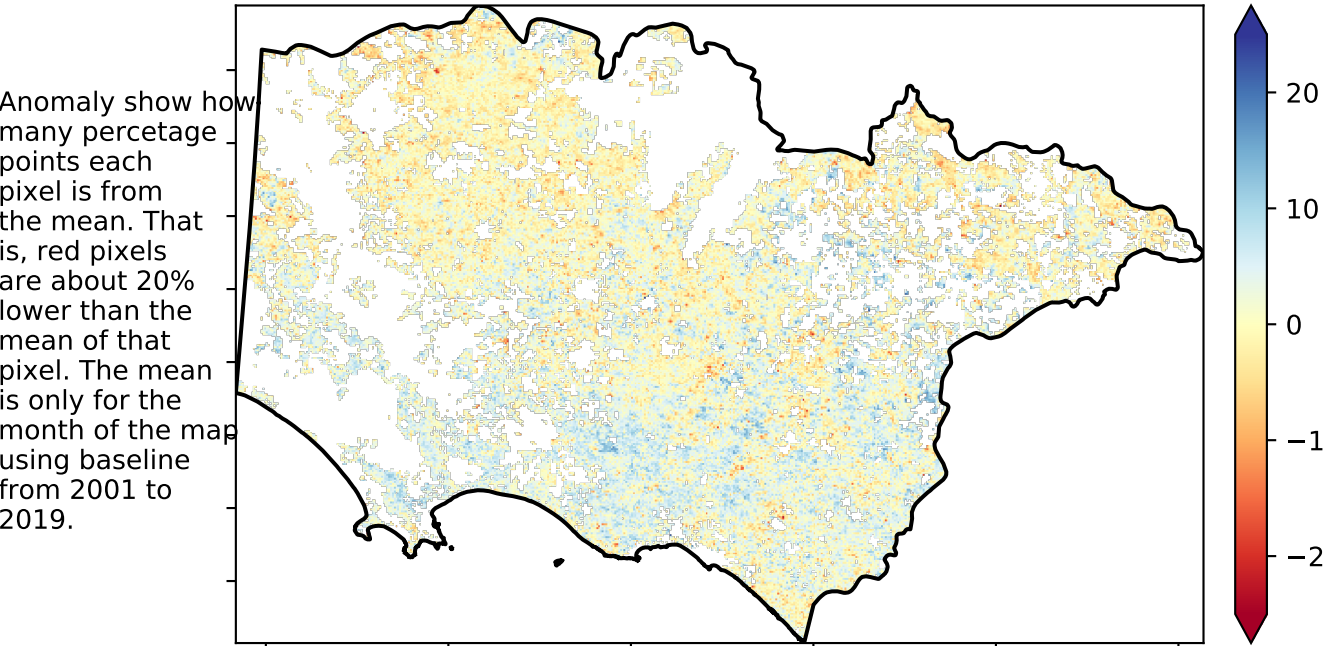 Anomaly show how
many percetage
points each
pixel is from
the mean. That
is, red pixels
are about 20%
lower than the
mean of that
pixel. The mean
is only for the
month of the map
using baseline
from 2001 to
2019.
20
10
0
−1
−2